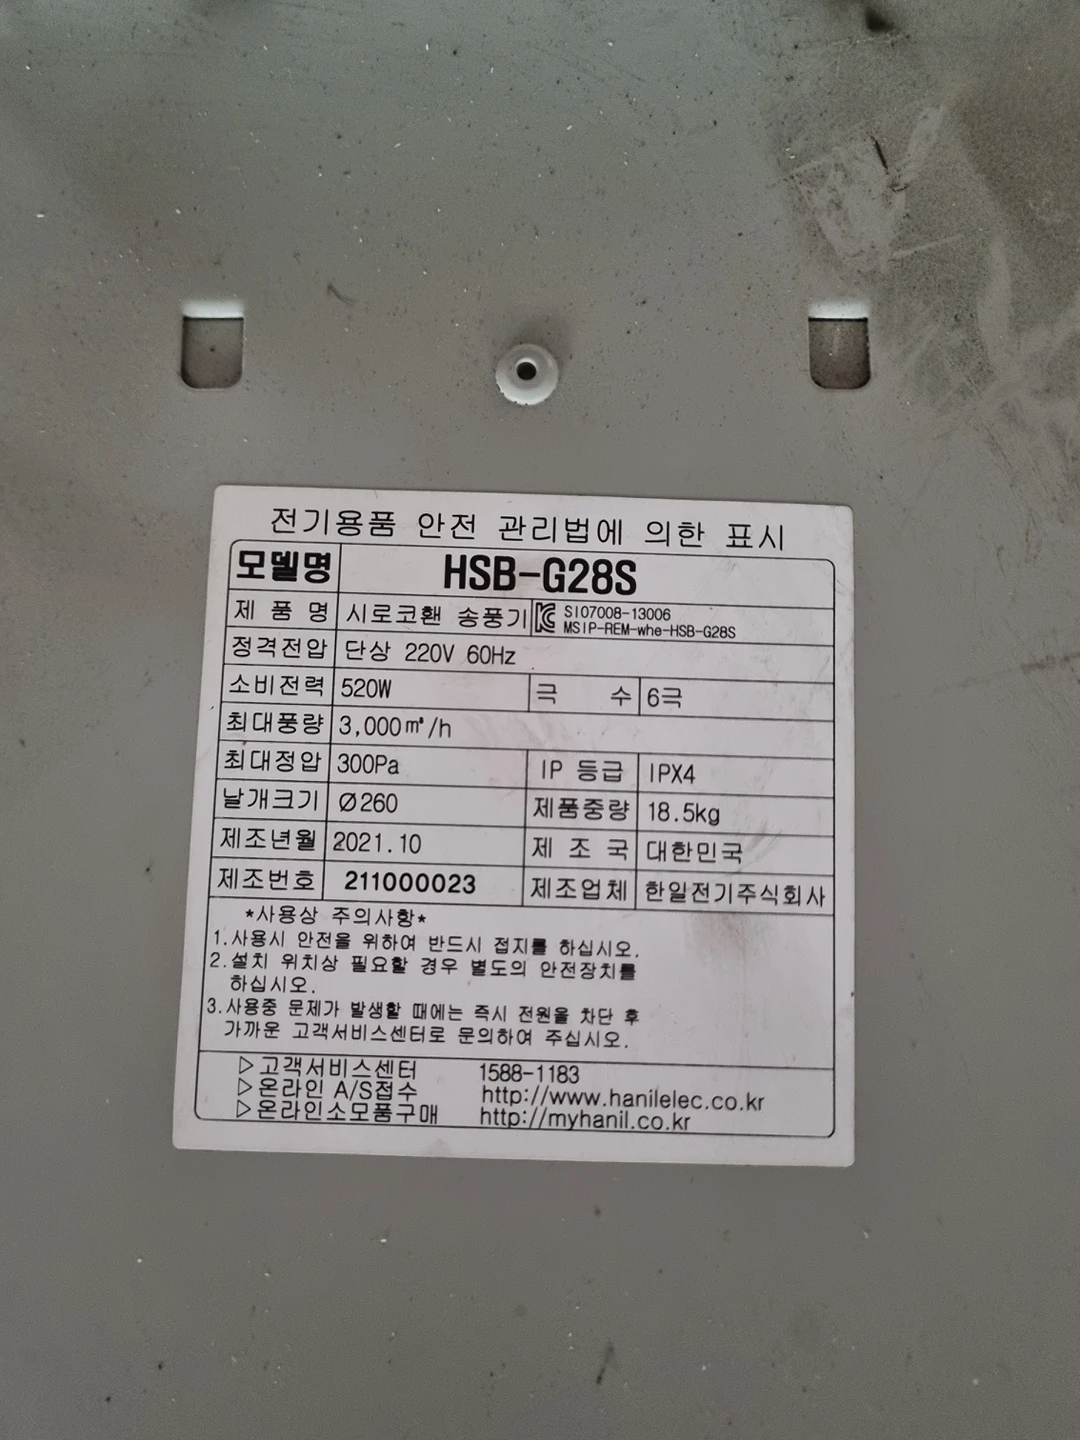 전기용품 안전 관리법에 의한 표시
모델명 HSB-G28S
제 품 명 시로코홴 송풍기 SI07008-13006
MSIP-REM-whe-HSB-G28S
정격전압 단상 220V 60Hz
소비전력 520W 극 수 6극
최대풍량 3,000㎥/h
최대정압 300Pa IP 등급 IPX4
날개크기 Ø260 제품중량 18.5kg
제조년월 2021.10 제 조 국 대한민국
제조번호 211000023 제조업체 한일전기주식회사
*사용상 주의사항*
1.사용시 안전을 위하여 반드시 접지를 하십시오.
2.설치 위치상 필요할 경우 별도의 안전장치를
하십시오.
3.사용중 문제가 발생할 때에는 즉시 전원을 차단 후
가까운 고객서비스센터로 문의하여 주십시오.
▷고객서비스센터 1588-1183
▷온라인 A/S접수 http://www.hanilelec.co.kr
▷온라인소모품구매 http://myhanil.co.kr